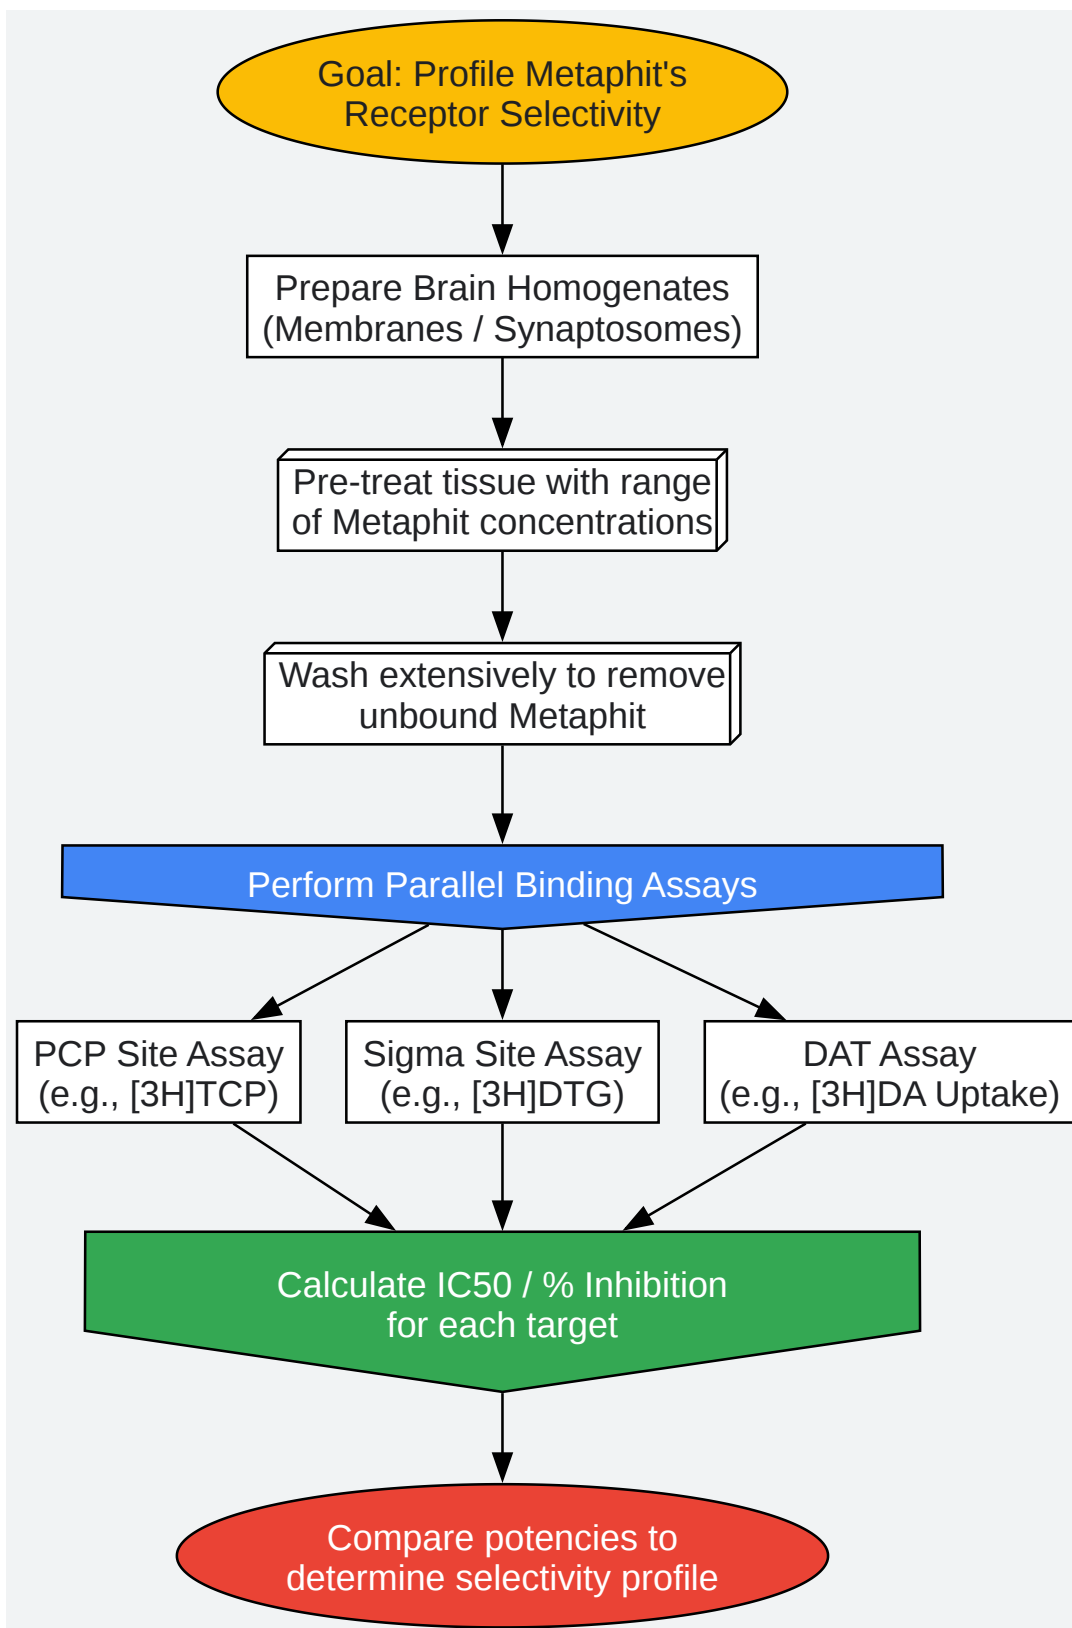 Goal: Profile Metaphit's
Receptor Selectivity
Prepare Brain Homogenates
(Membranes / Synaptosomes)
Pre-treat tissue with range
of Metaphit concentrations
Wash extensively to remove
unbound Metaphit
Perform Parallel Binding Assays
PCP Site Assay
(e.g., [3H]TCP)
Sigma Site Assay
(e.g., [3H]DTG)
DAT Assay
(e.g., [3H]DA Uptake)
Calculate IC50 / % Inhibition
for each target
Compare potencies to
determine selectivity profile